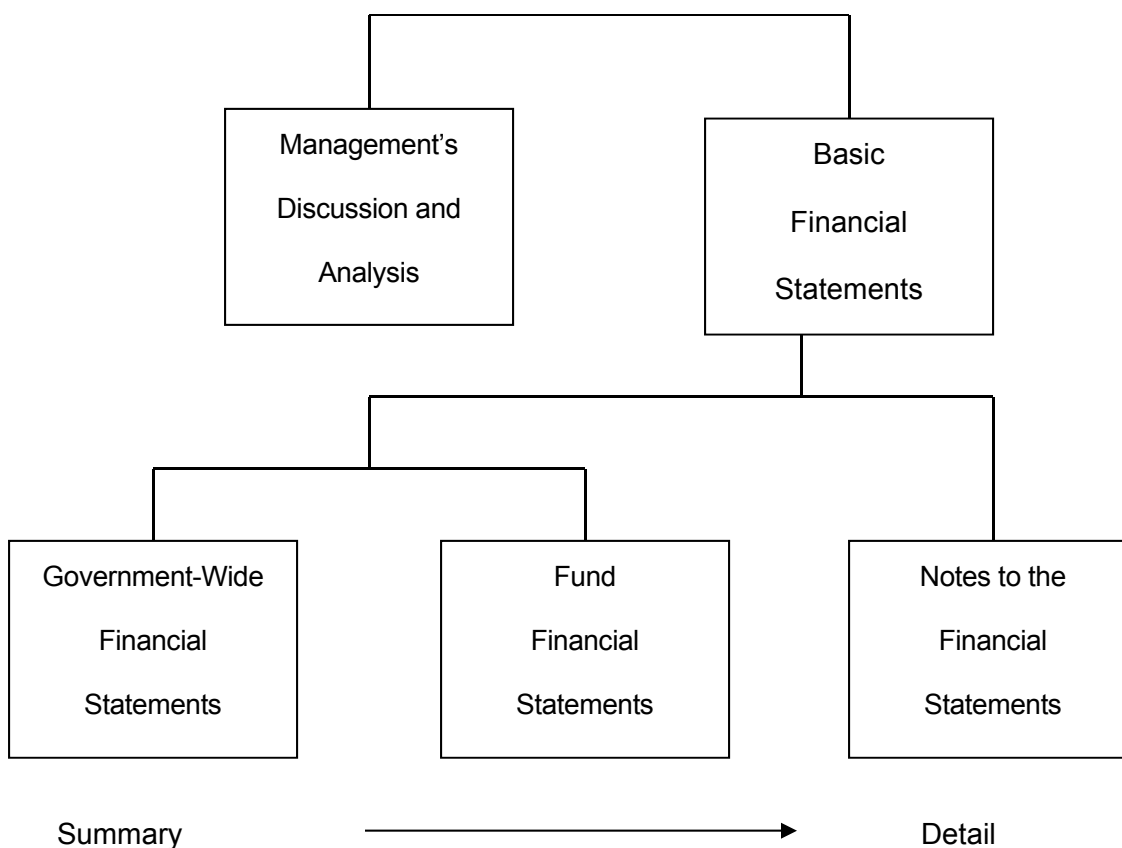 Management’s
Discussion and
Analysis
Basic
Financial
Statements
Government-Wide
Financial
Statements
Fund
Financial
Statements
Notes to the
Financial
Statements
Summary
Detail